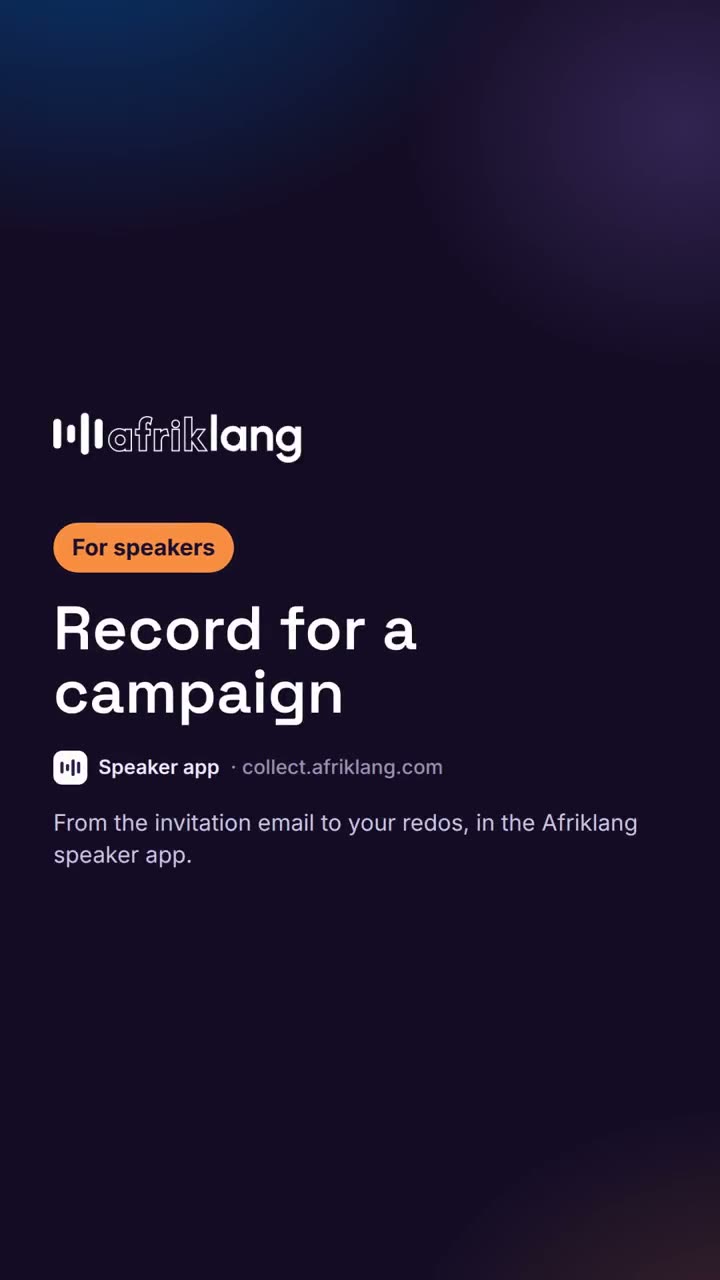 afriklang
For speakers
Record for a
campaign
Speaker app · collect.afriklang.com
From the invitation email to your redos, in the Afriklang
speaker app.